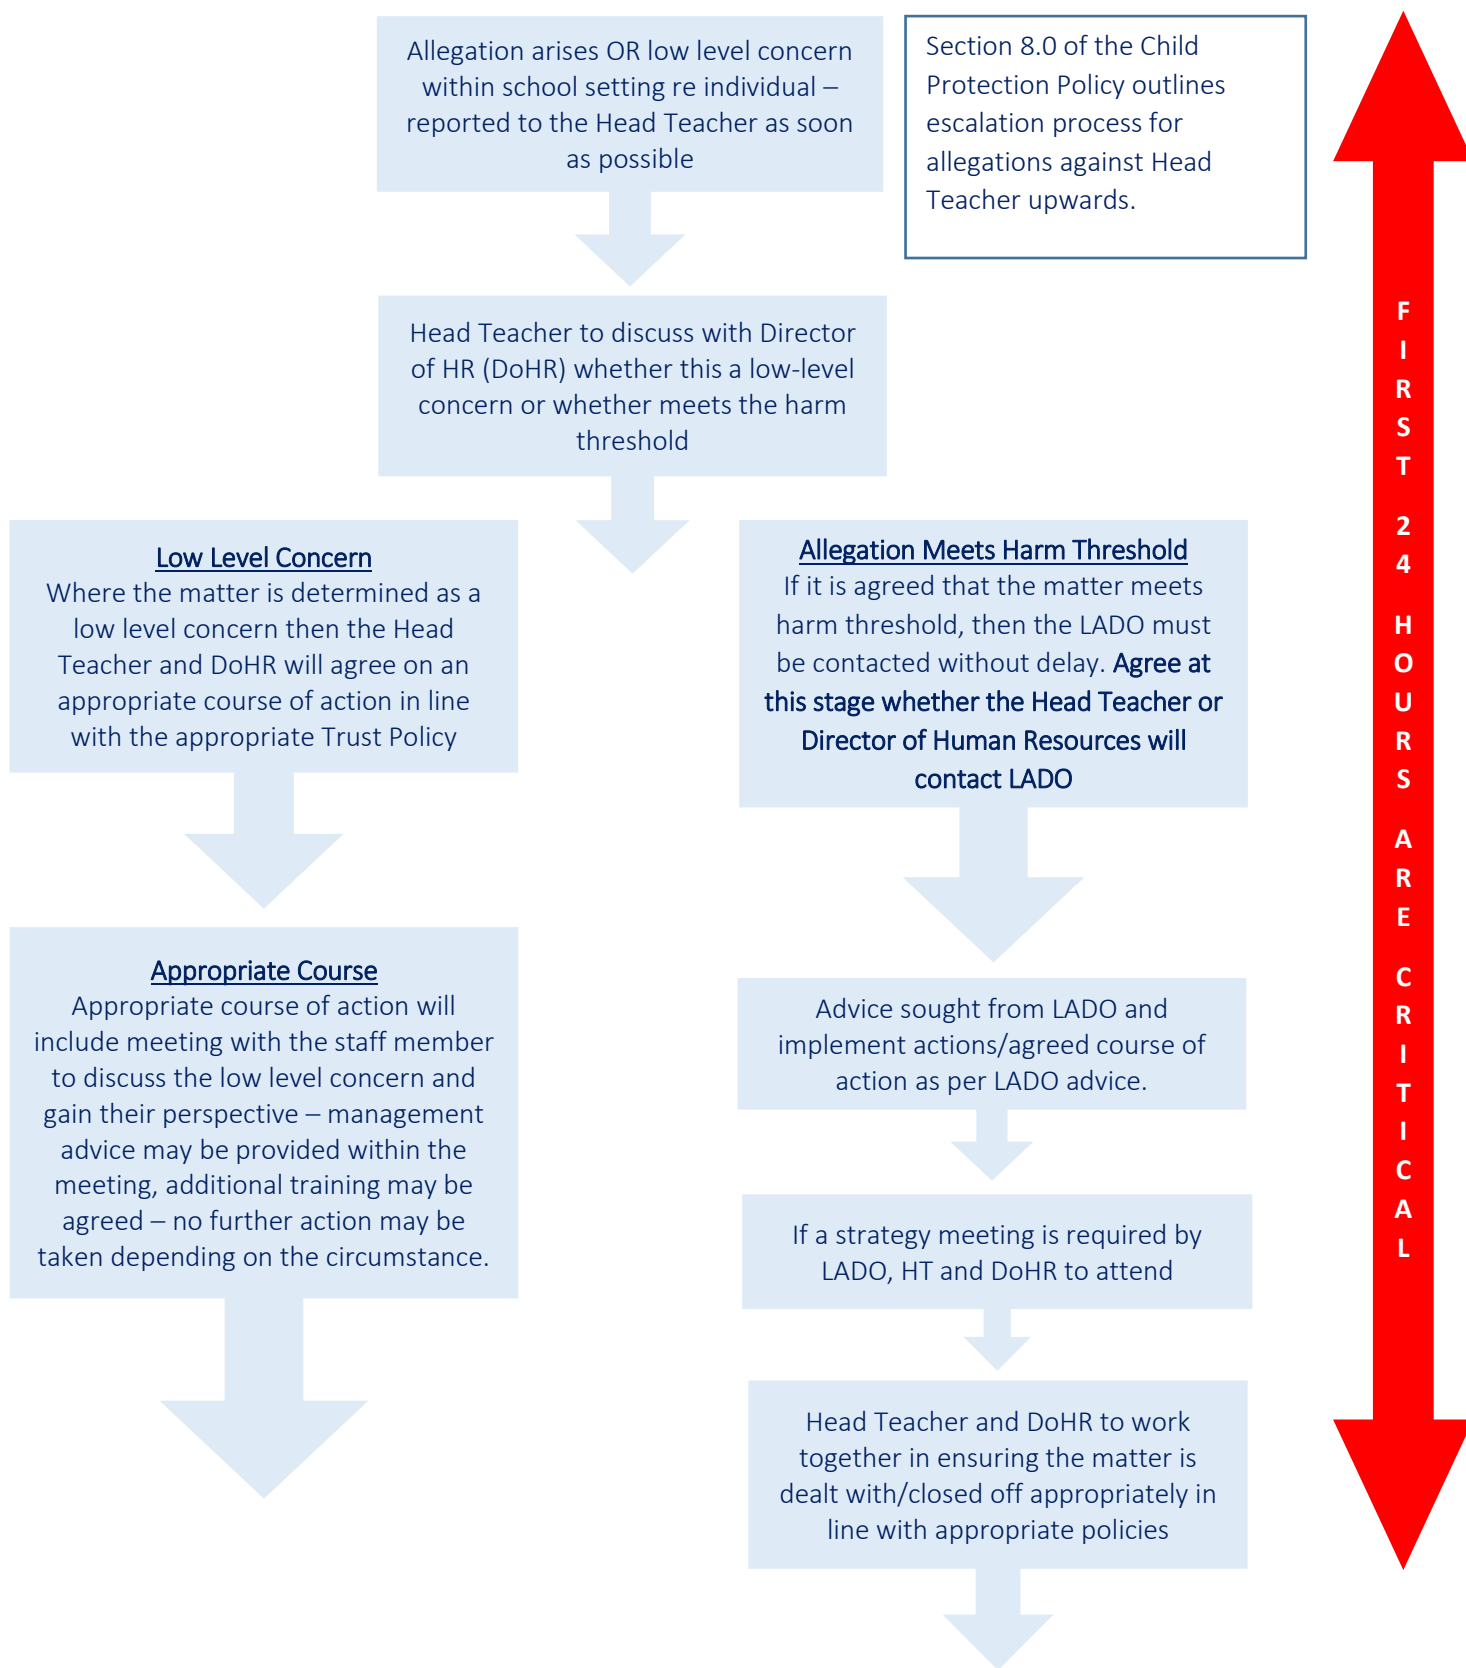 Allegation arises OR low level concern
within school setting re individual –
reported to the Head Teacher as soon
as possible
Section 8.0 of the Child
Protection Policy outlines
escalation process for
allegations against Head
Teacher upwards.
Head Teacher to discuss with Director
of HR (DoHR) whether this a low-level
concern or whether meets the harm
threshold
Low Level Concern
Where the matter is determined as a
low level concern then the Head
Teacher and DoHR will agree on an
appropriate course of action in line
with the appropriate Trust Policy
Allegation Meets Harm Threshold
If it is agreed that the matter meets
harm threshold, then the LADO must
be contacted without delay. Agree at
this stage whether the Head Teacher or
Director of Human Resources will
contact LADO
Appropriate Course
Appropriate course of action will
include meeting with the staff member
to discuss the low level concern and
gain their perspective – management
advice may be provided within the
meeting, additional training may be
agreed – no further action may be
taken depending on the circumstance.
Advice sought from LADO and
implement actions/agreed course of
action as per LADO advice.
If a strategy meeting is required by
LADO, HT and DoHR to attend
Head Teacher and DoHR to work
together in ensuring the matter is
dealt with/closed off appropriately in
line with appropriate policies
FIRST 24 HOURS ARE CRITICAL